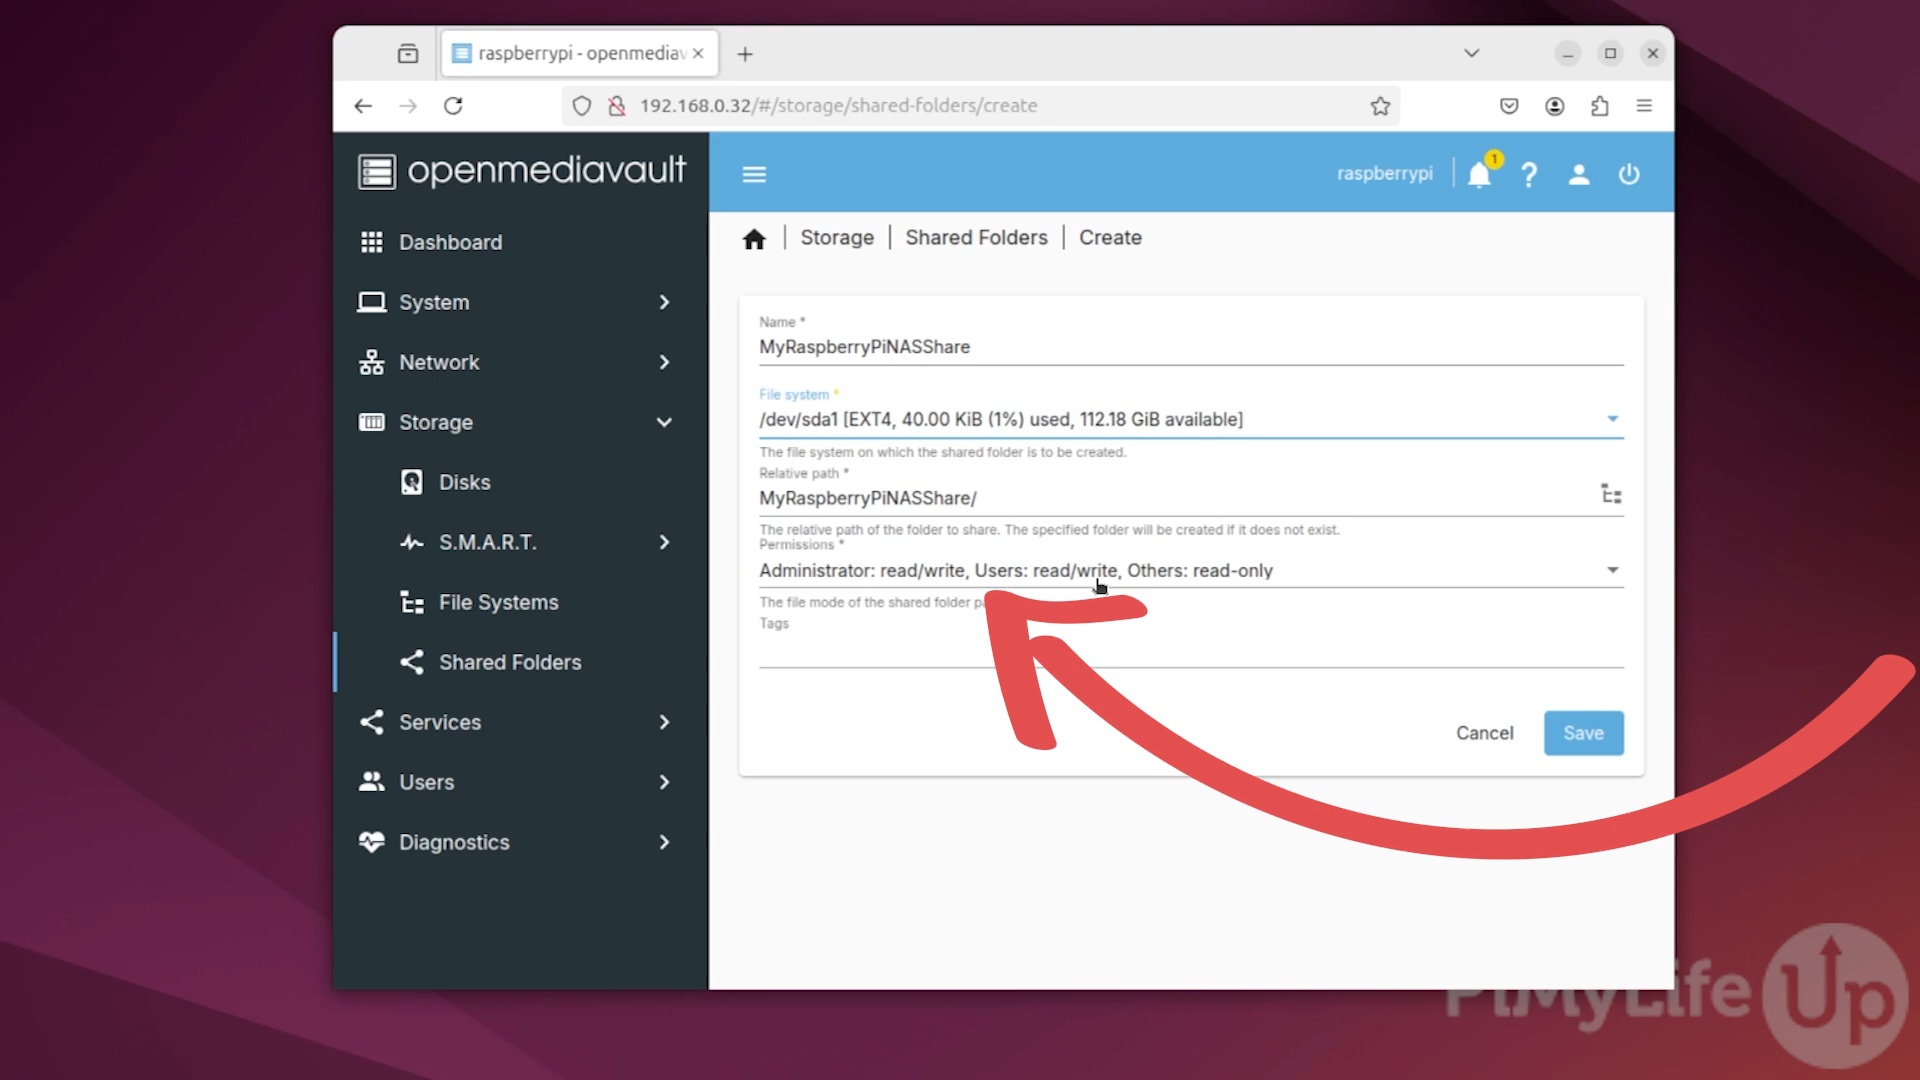 raspberrypi - openmediav
192.168.0.32/#/storage/shared-folders/create
openmediavault
raspberrypi
1
Dashboard
System
Network
Storage
Disks
S.M.A.R.T.
File Systems
Shared Folders
Services
Users
Diagnostics
Storage | Shared Folders | Create
Name *
MyRaspberryPiNASShare
File system *
/dev/sda1 [EXT4, 40.00 KiB (1%) used, 112.18 GiB available]
The file system on which the shared folder is to be created.
Relative path *
MyRaspberryPiNASShare/
The relative path of the folder to share. The specified folder will be created if it does not exist.
Permissions *
Administrator: read/write, Users: read/write, Others: read-only
The file mode of the shared folder
Tags
Cancel
Save
PiMyLifeUp